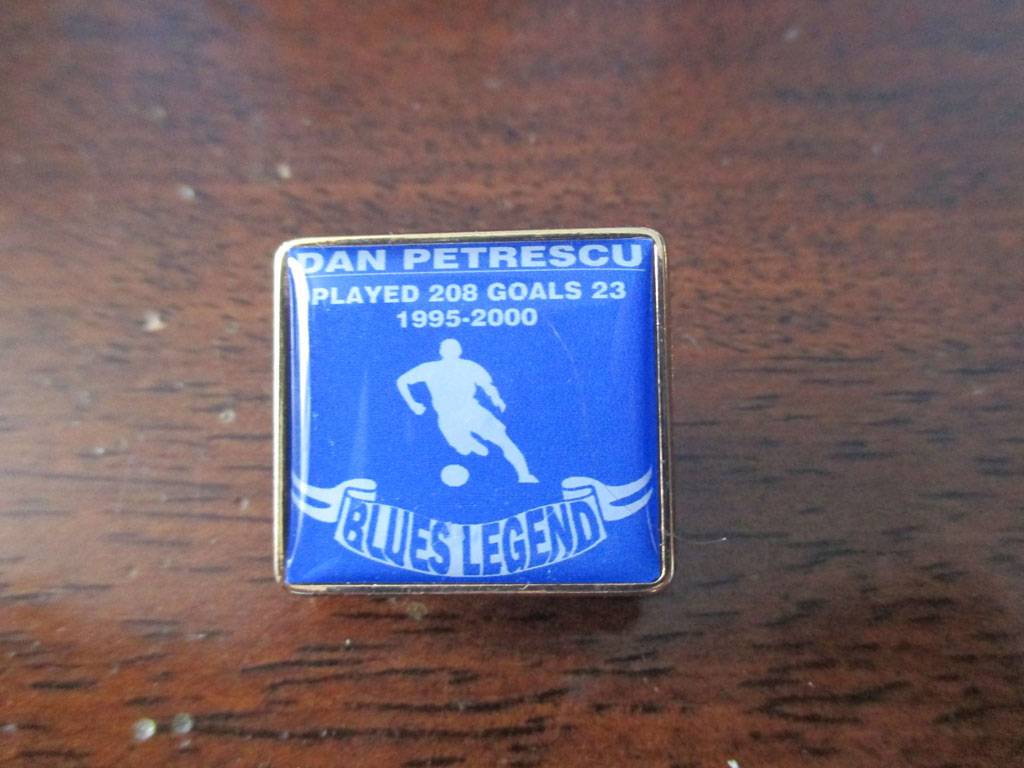 DAN PETRESCU
PLAYED 208 GOALS 23
1995-2000
BLUES LEGEND